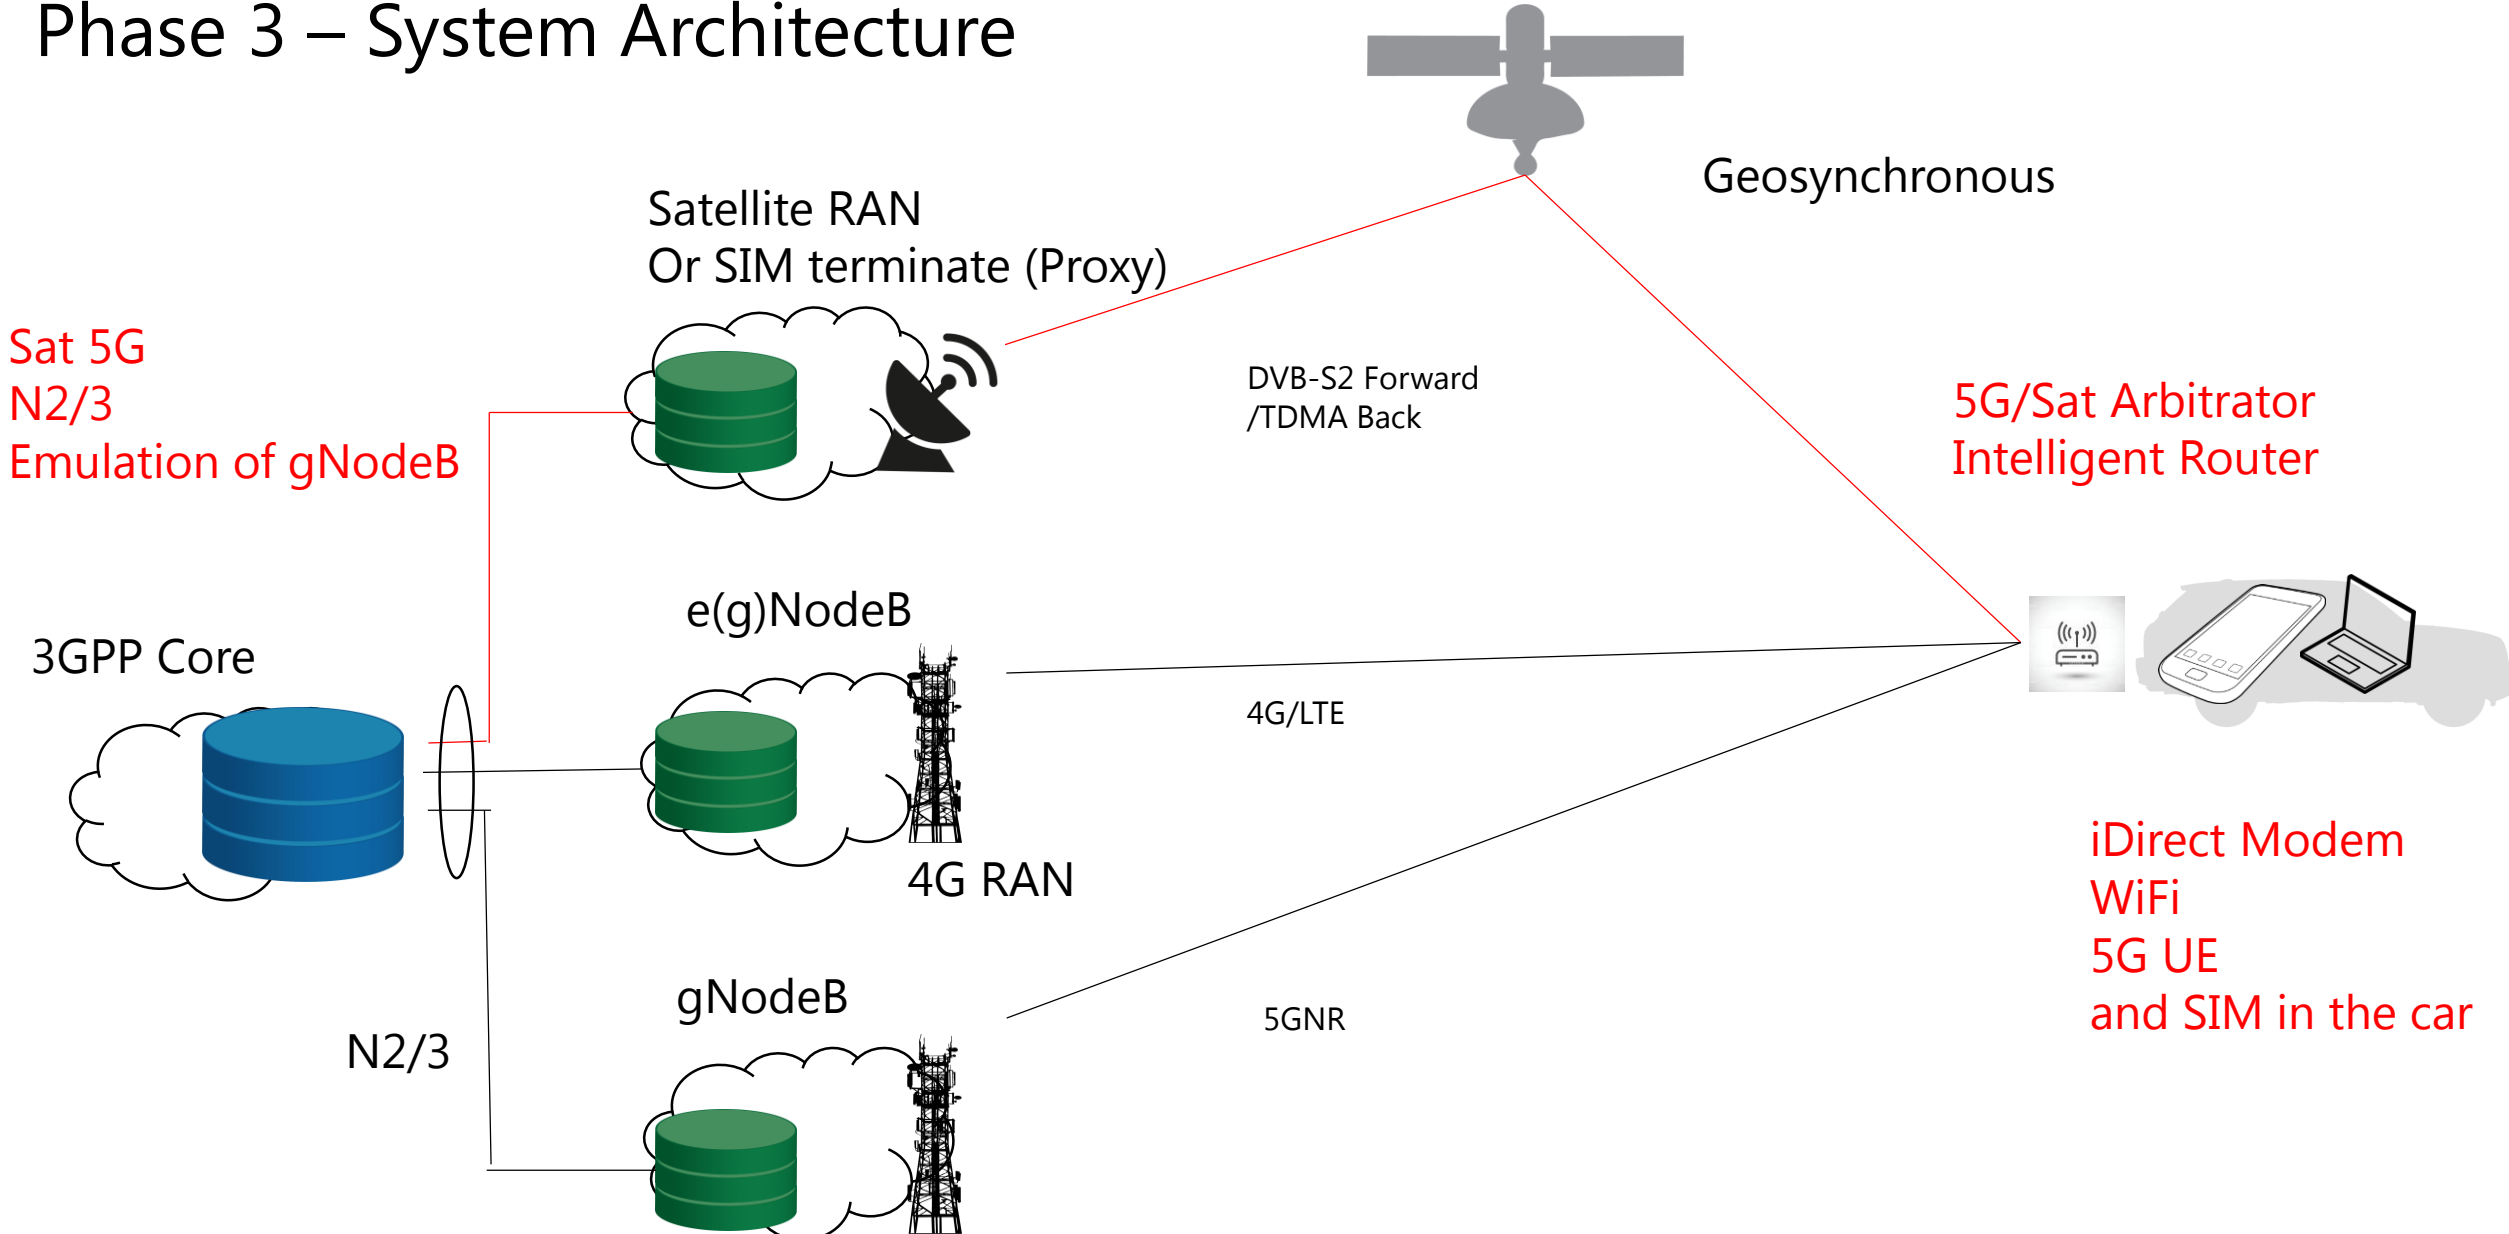 Phase 3 – System Architecture
Geosynchronous
Satellite RAN
Or SIM terminate (Proxy)
Sat 5G
N2/3
Emulation of gNodeB
DVB-S2 Forward
/TDMA Back
5G/Sat Arbitrator
Intelligent Router
e(g)NodeB
3GPP Core
4G/LTE
4G RAN
iDirect Modem
WiFi
5G UE
and SIM in the car
gNodeB
5GNR
N2/3